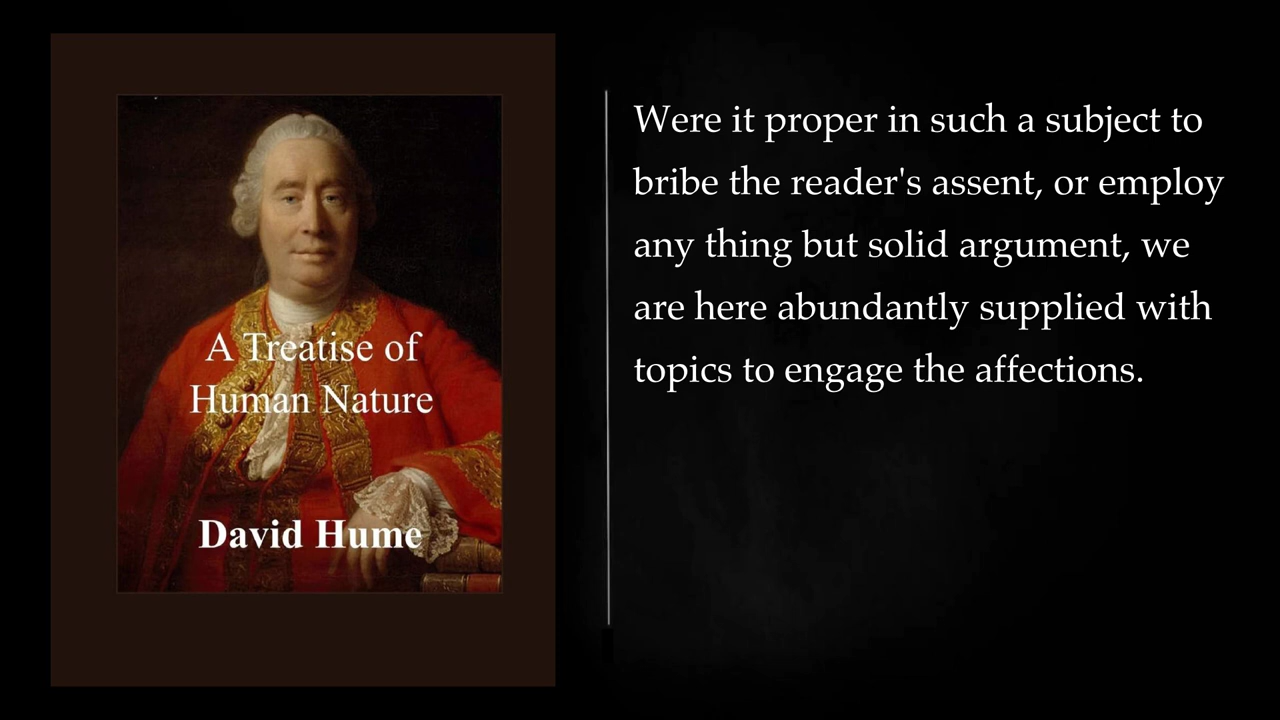 A Treatise of
Human Nature
David Hume
Were it proper in such a subject to
bribe the reader's assent, or employ
any thing but solid argument, we
are here abundantly supplied with
topics to engage the affections.